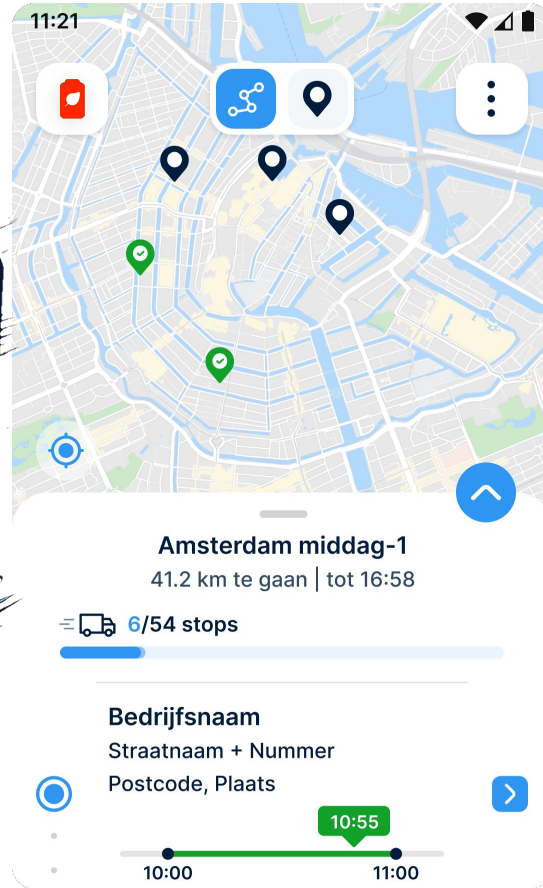 11:21
Amsterdam middag-1
41.2 km te gaan | tot 16:58
6/54 stops
Bedrijfsnaam
Straatnaam + Nummer
Postcode, Plaats
10:55
10:00 11:00